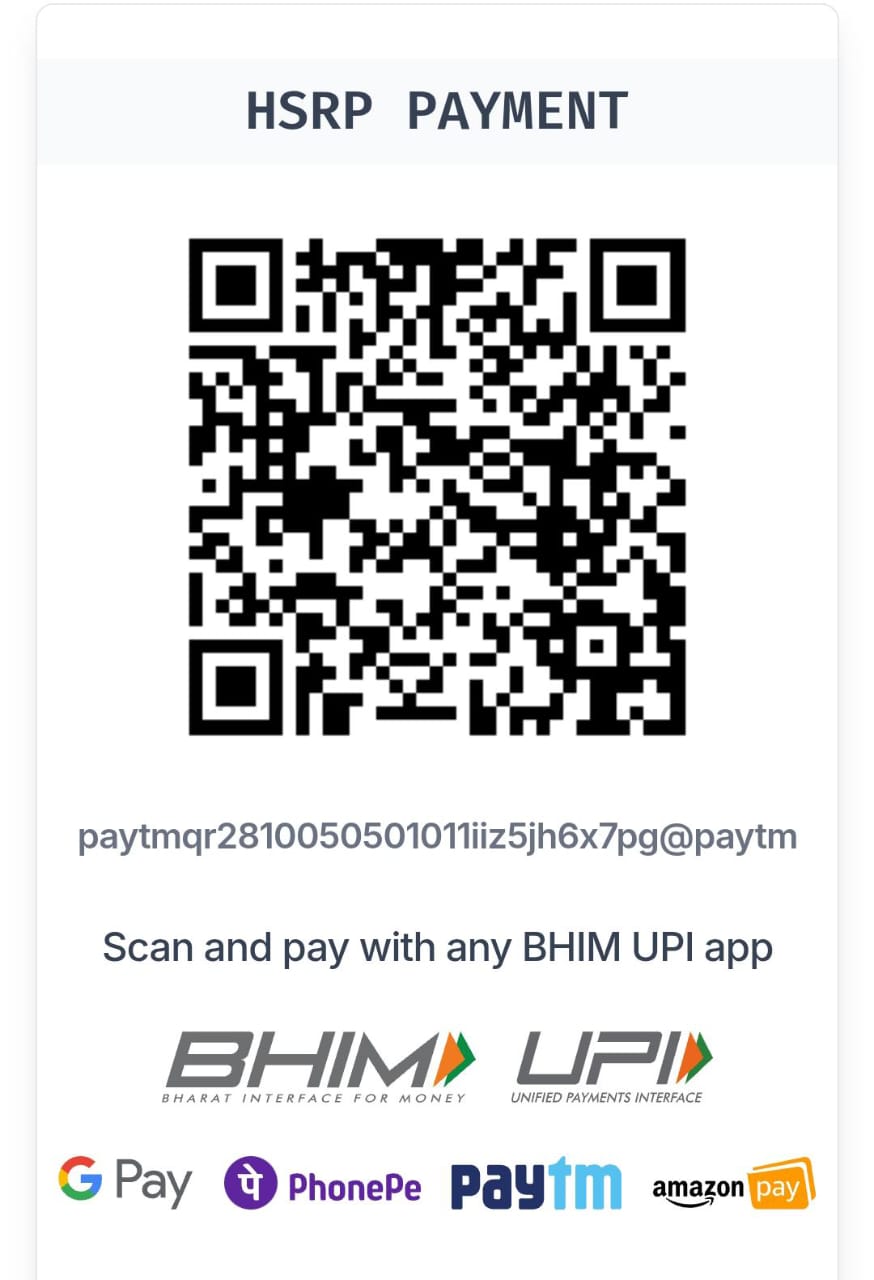 HSRP PAYMENT
paytmqr2810050501011iiz5jh6x7pg@paytm
Scan and pay with any BHIM UPI app
BHIM UPI
BHARAT INTERFACE FOR MONEY UNIFIED PAYMENTS INTERFACE
G Pay पे PhonePe paytm amazon pay